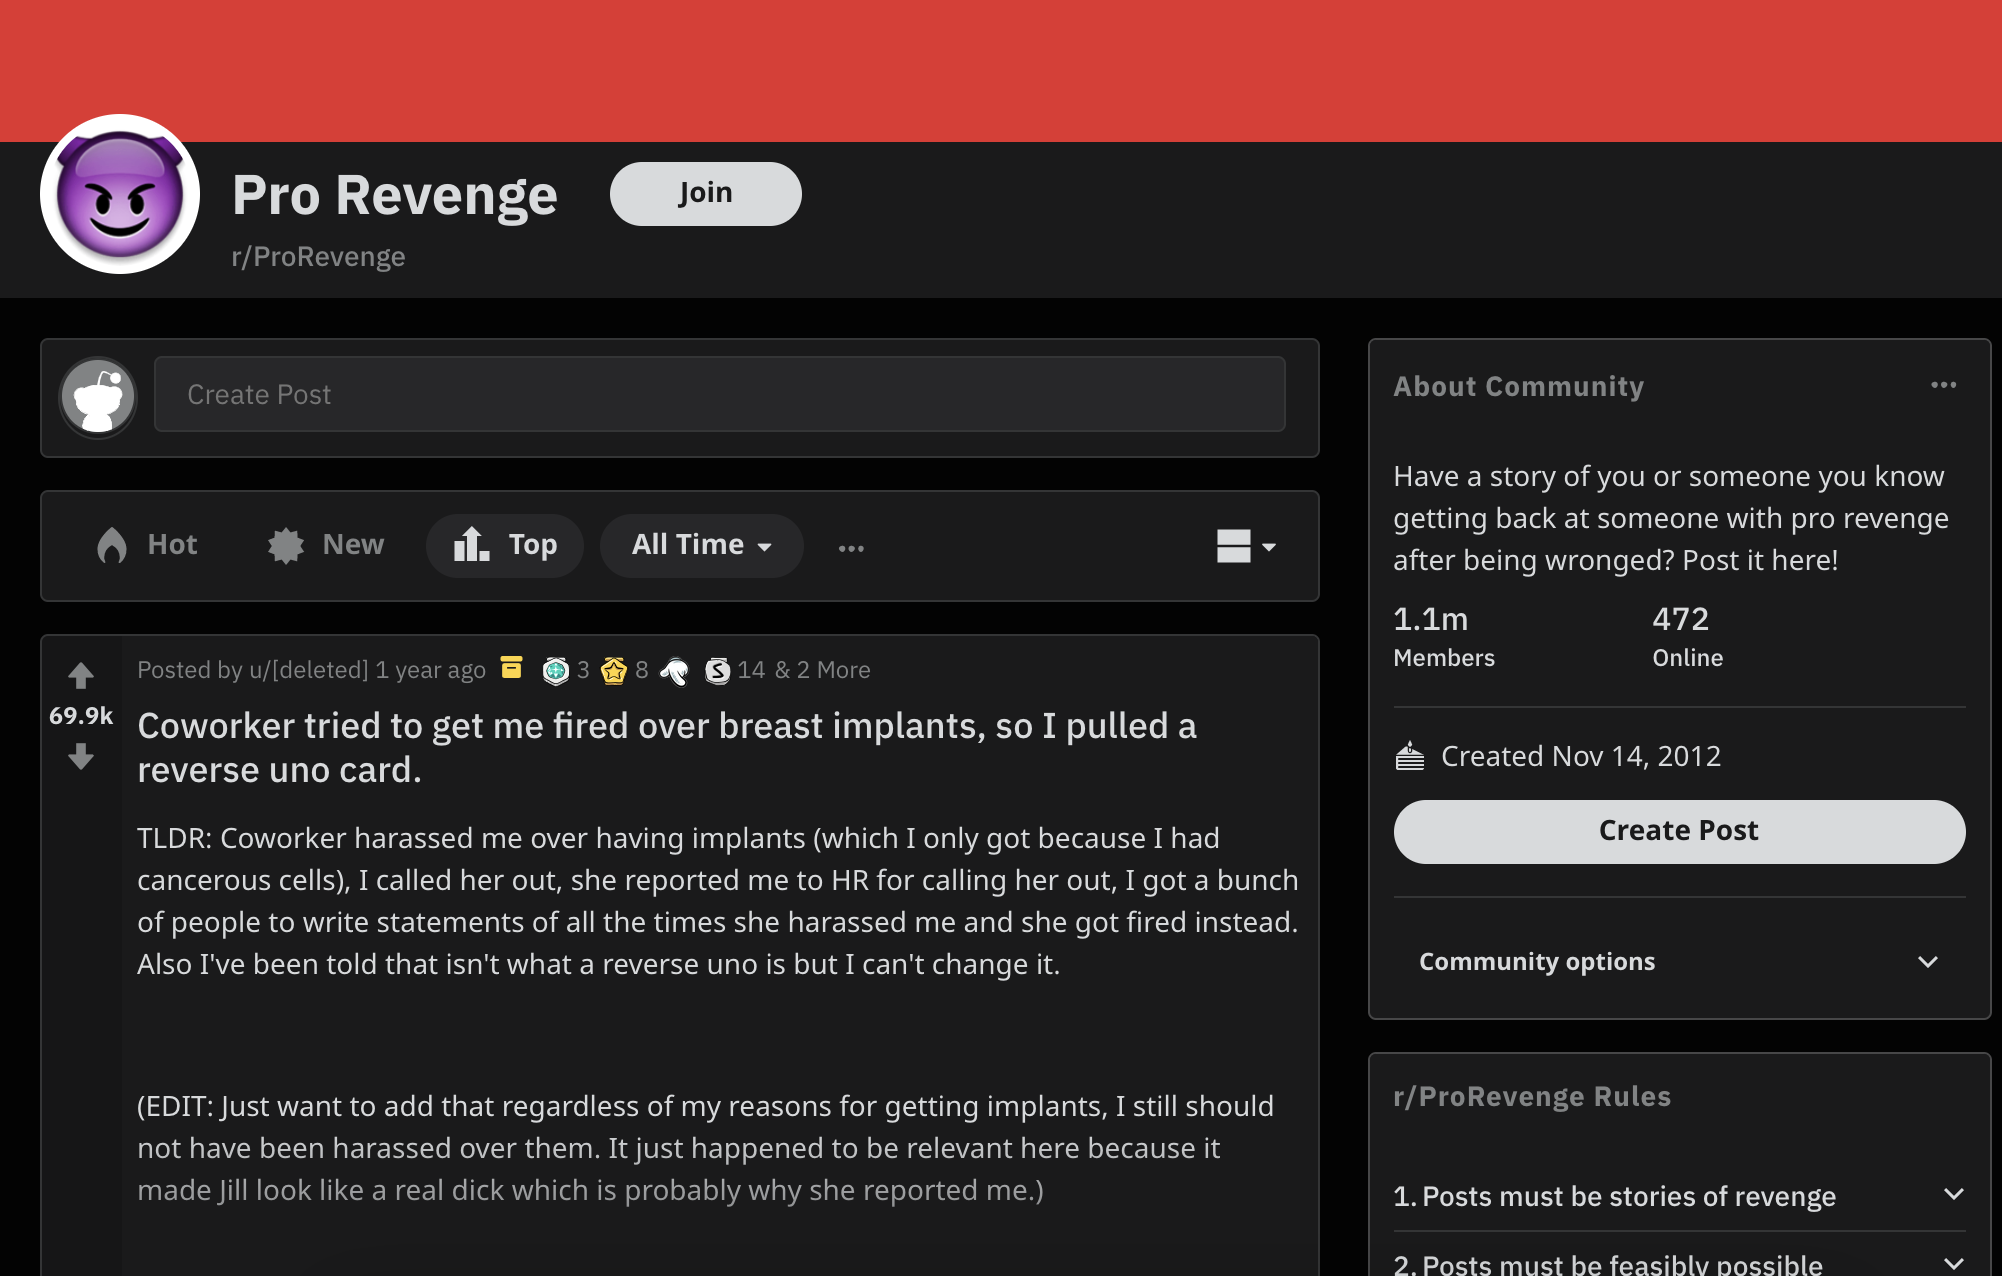 Pro Revenge
Join
r/ProRevenge
Create Post
Hot
New
Top
All Time
Posted by u/[deleted] 1 year ago 3 8 S 14 & 2 More
69.9k
Coworker tried to get me fired over breast implants, so I pulled a
reverse uno card.
TLDR: Coworker harassed me over having implants (which I only got because I had
cancerous cells), I called her out, she reported me to HR for calling her out, I got a bunch
of people to write statements of all the times she harassed me and she got fired instead.
Also I've been told that isn't what a reverse uno is but I can't change it.
(EDIT: Just want to add that regardless of my reasons for getting implants, I still should
not have been harassed over them. It just happened to be relevant here because it
made Jill look like a real dick which is probably why she reported me.)
About Community
Have a story of you or someone you know
getting back at someone with pro revenge
after being wronged? Post it here!
1.1m
Members
472
Online
Created Nov 14, 2012
Create Post
Community options
r/ProRevenge Rules
1. Posts must be stories of revenge
2. Posts must be feasibly possible